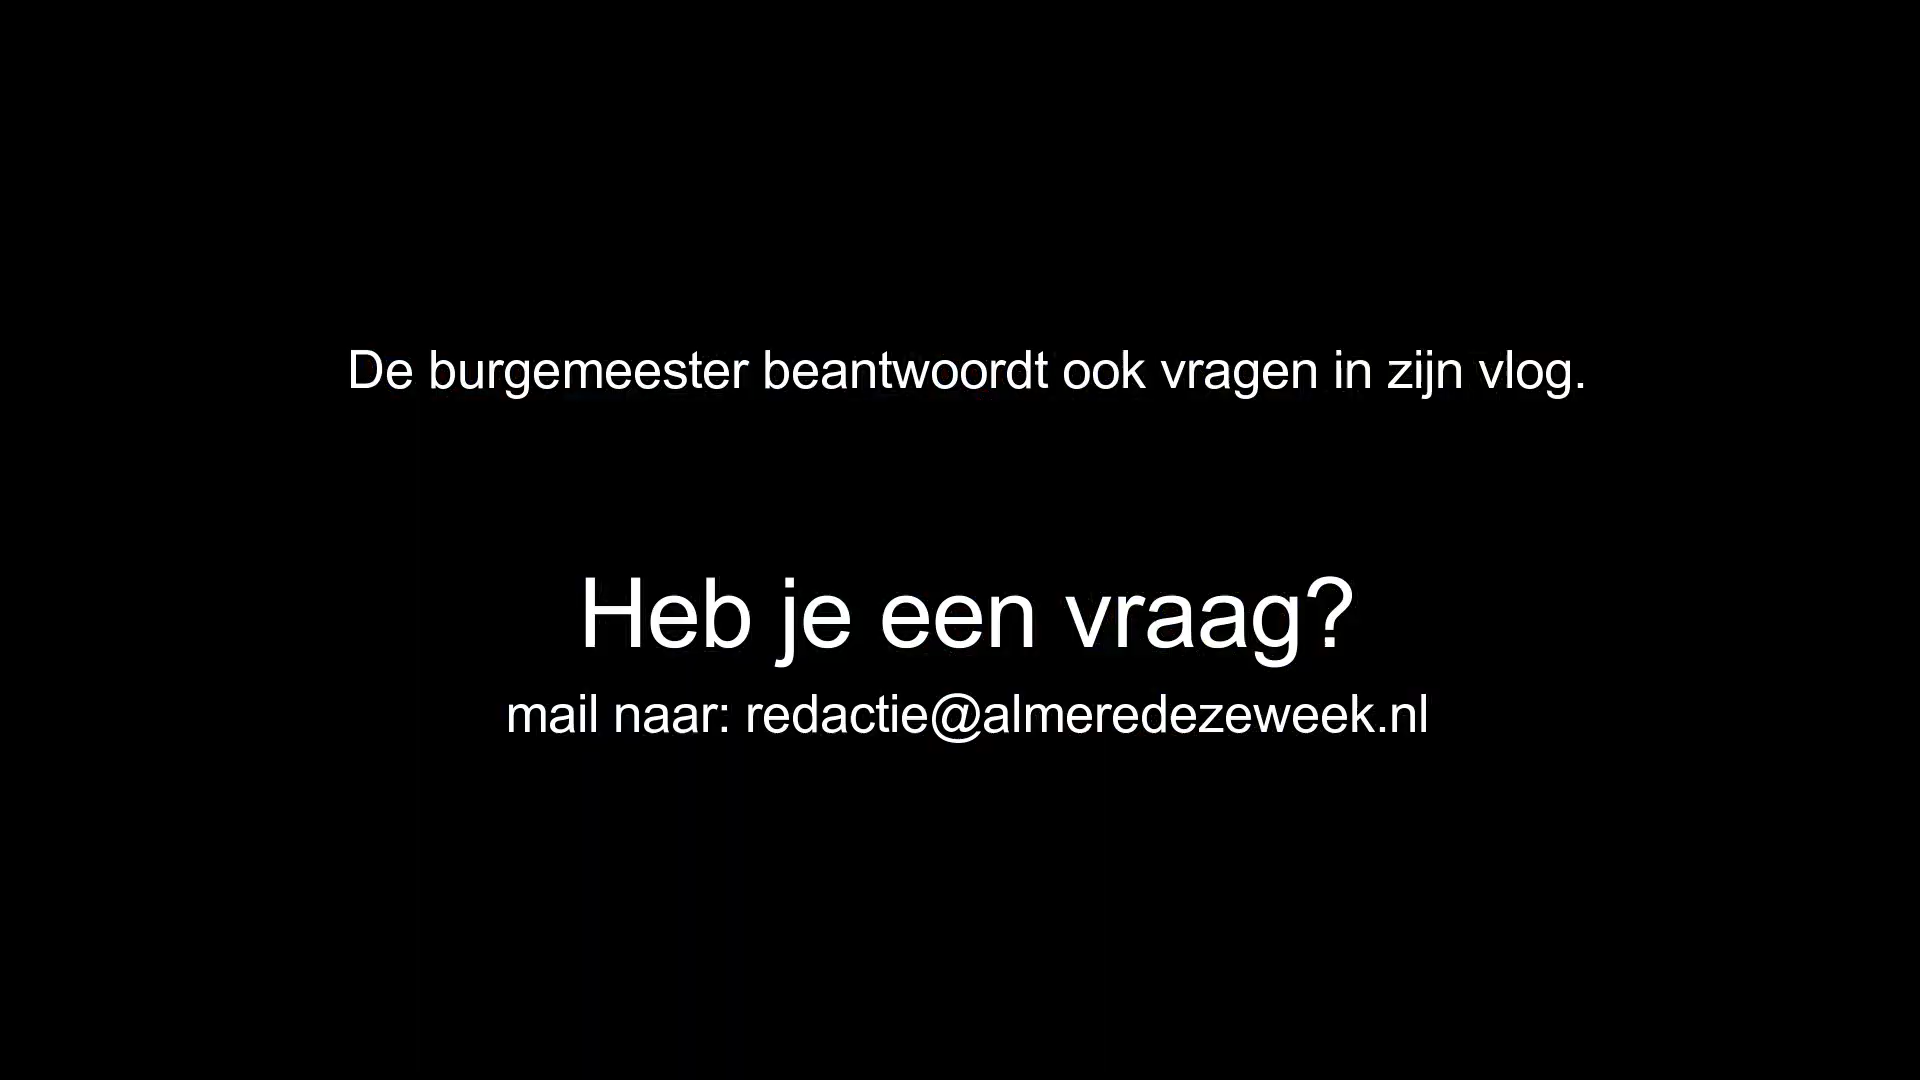 De burgemeester beantwoordt ook vragen in zijn vlog.
Heb je een vraag?
mail naar: redactie@almeredezeweek.nl